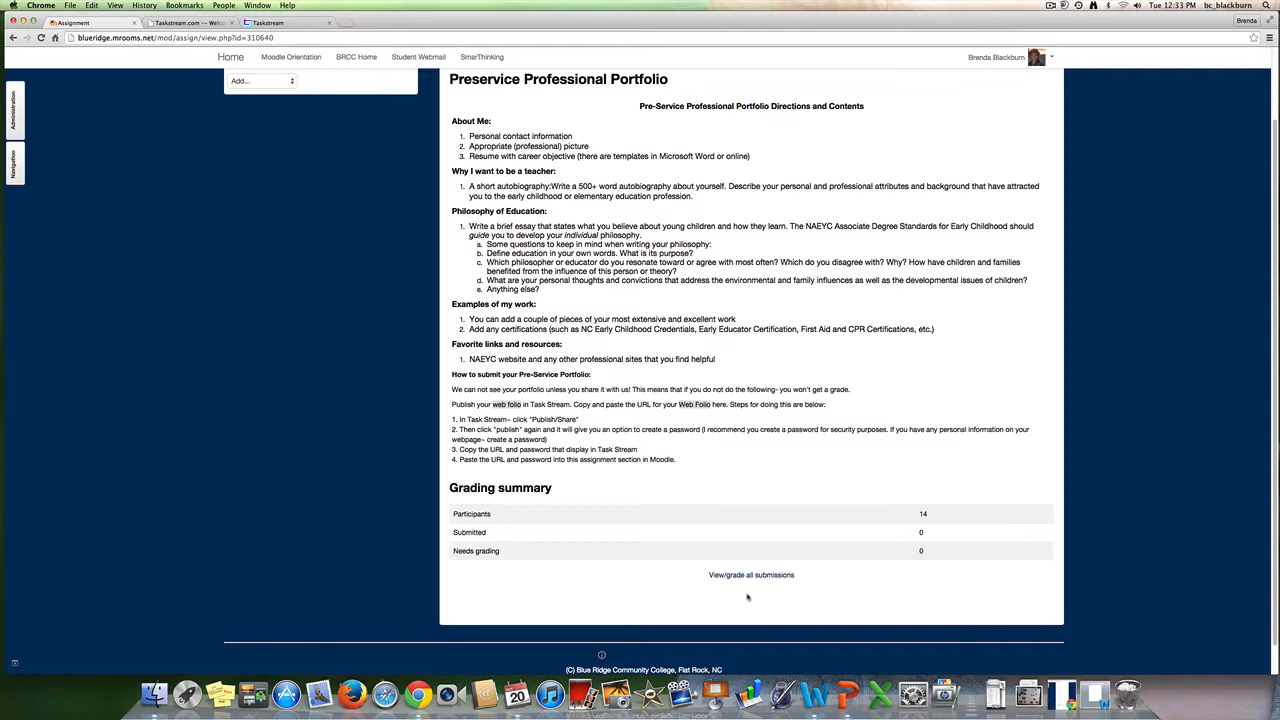 Chrome File Edit View History Bookmarks People Window Help Tue 12:33 PM bc_blackburn
Assignment Taskstream.com — Welco Taskstream Brenda
blueridge.mrooms.net/mod/assign/view.php?id=310640
Home Moodle Orientation BRCC Home Student Webmail SmarThinking Brenda Blackburn
Add...
Administration
Navigation
Preservice Professional Portfolio
Pre-Service Professional Portfolio Directions and Contents
About Me:
1. Personal contact information
2. Appropriate (professional) picture
3. Resume with career objective (there are templates in Microsoft Word or online)
Why I want to be a teacher:
1. A short autobiography:Write a 500+ word autobiography about yourself. Describe your personal and professional attributes and background that have attracted
you to the early childhood or elementary education profession.
Philosophy of Education:
1. Write a brief essay that states what you believe about young children and how they learn. The NAEYC Associate Degree Standards for Early Childhood should
guide you to develop your individual philosophy.
a. Some questions to keep in mind when writing your philosophy:
b. Define education in your own words. What is its purpose?
c. Which philosopher or educator do you resonate toward or agree with most often? Which do you disagree with? Why? How have children and families
benefited from the influence of this person or theory?
d. What are your personal thoughts and convictions that address the environmental and family influences as well as the developmental issues of children?
e. Anything else?
Examples of my work:
1. You can add a couple of pieces of your most extensive and excellent work
2. Add any certifications (such as NC Early Childhood Credentials, Early Educator Certification, First Aid and CPR Certifications, etc.)
Favorite links and resources:
1. NAEYC website and any other professional sites that you find helpful
How to submit your Pre-Service Portfolio:
We can not see your portfolio unless you share it with us! This means that if you do not do the following- you won't get a grade.
Publish your web folio in Task Stream. Copy and paste the URL for your Web Folio here. Steps for doing this are below:
1. In Task Stream– click "Publish/Share"
2. Then click "publish" again and it will give you an option to create a password (I recommend you create a password for security purposes. If you have any personal information on your
webpage– create a password)
3. Copy the URL and password that display in Task Stream
4. Paste the URL and password into this assignment section in Moodle.
Grading summary
Participants 14
Submitted 0
Needs grading 0
View/grade all submissions
(C) Blue Ridge Community College, Flat Rock, NC